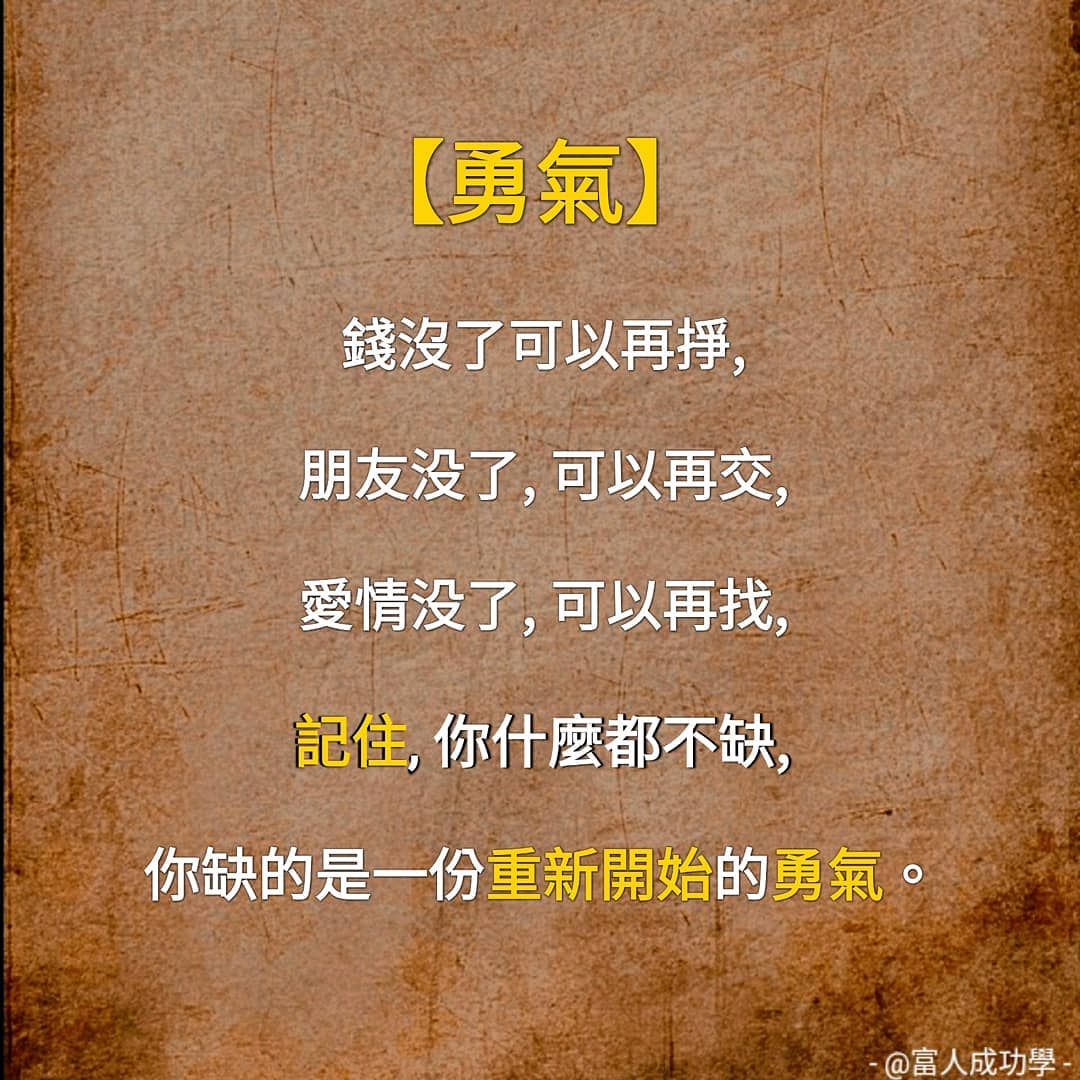 【勇氣】
錢沒了可以再掙,
朋友没了, 可以再交,
愛情没了, 可以再找,
記住, 你什麼都不缺,
你缺的是一份重新開始的勇氣。
- @富人成功學 -